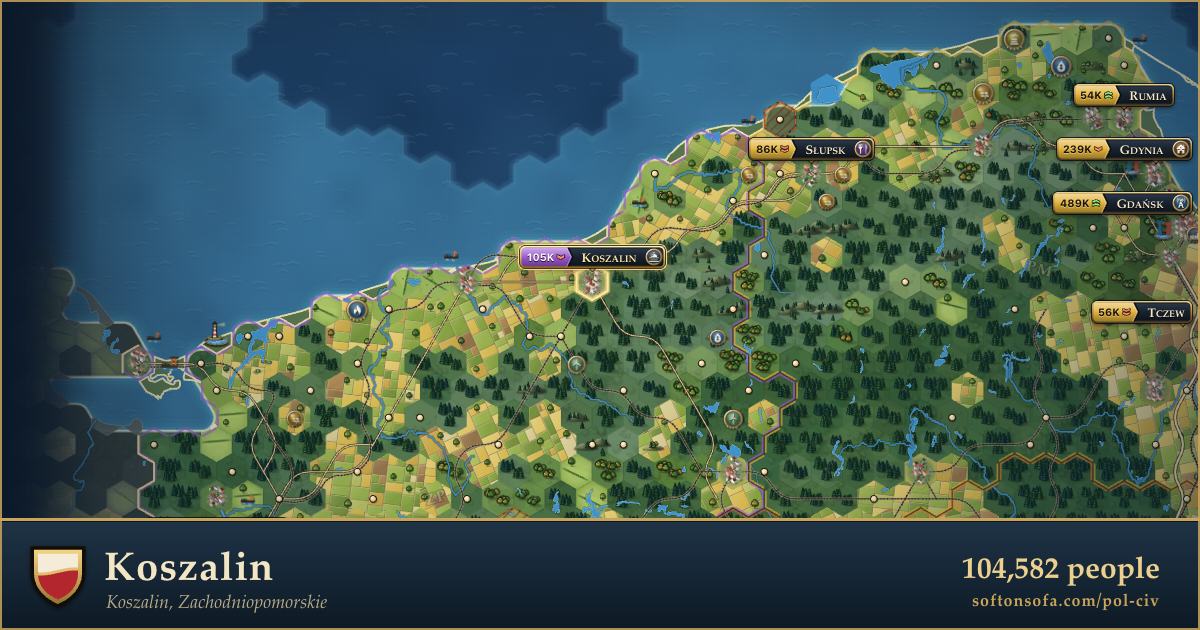 54K RUMIA
86K SŁUPSK
239K GDYNIA
489K GDAŃSK
105K KOSZALIN
56K TCZEW
Koszalin
Koszalin, Zachodniopomorskie
104,582 people
softonsofa.com/pol-civ